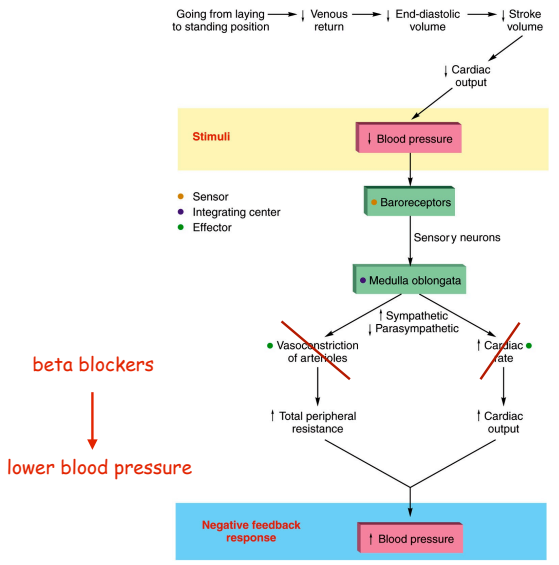 Going from laying
to standing position
↓ Venous
return
↓ End-diastolic
volume
↓ Stroke
volume
↓ Cardiac
output
Stimuli
↓ Blood pressure
Sensor
Integrating center
Effector
Baroreceptors
Sensory neurons
Medulla oblongata
↑ Sympathetic
↓ Parasympathetic
Vasoconstriction
of arterioles
↑ Cardiac
rate
beta blockers
lower blood pressure
↑ Total peripheral
resistance
↑ Cardiac
output
Negative feedback
response
↑ Blood pressure